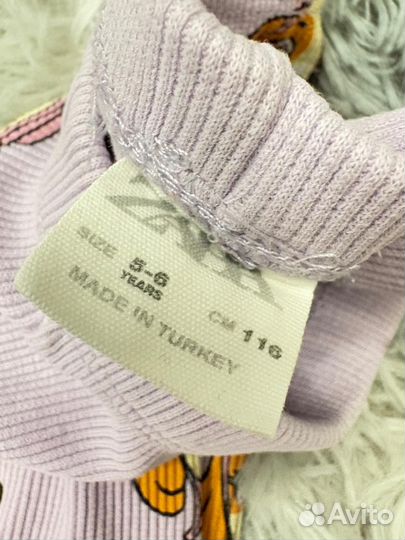 ZARA
SIZE 5-6 YEARS CM 116
MADE IN TURKEY
Avito